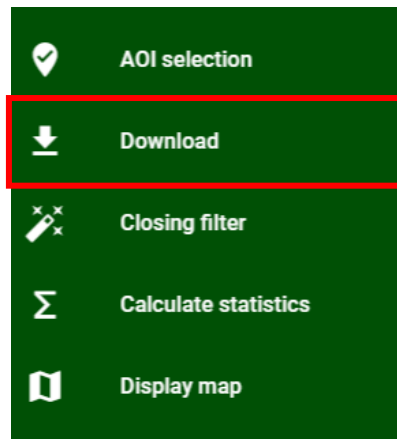 AOI selection
Download
Closing filter
Calculate statistics
Display map